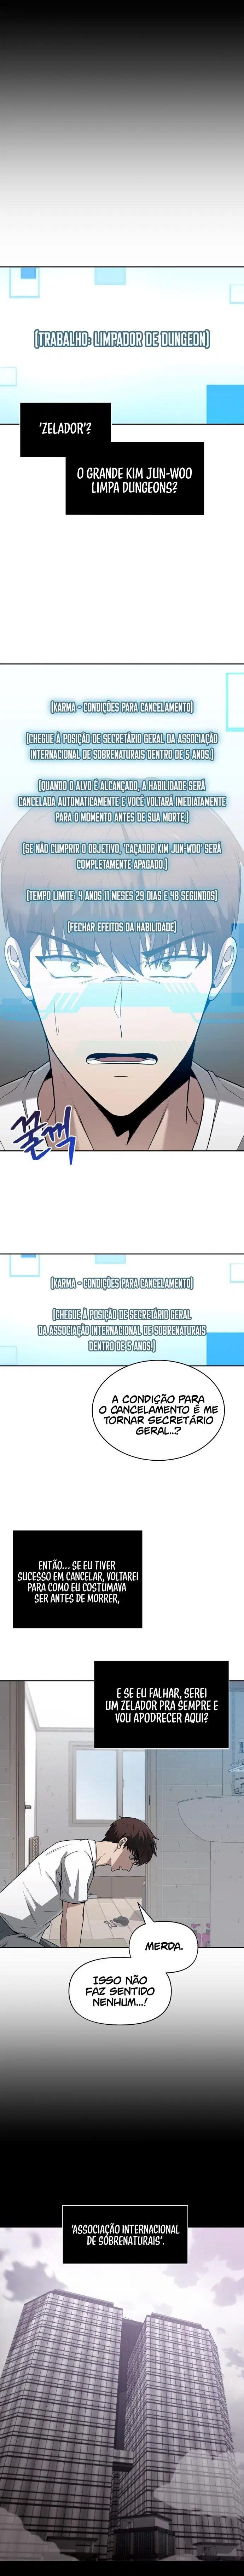 [TRABALHO: LIMPADOR DE DUNGEON]
'ZELADOR'?
O GRANDE KIM JUN-WOO
LIMPA DUNGEONS?
[KARMA - CONDIÇÕES PARA CANCELAMENTO]
[CHEGUE À POSIÇÃO DE SECRETÁRIO GERAL DA ASSOCIAÇÃO
INTERNACIONAL DE SOBRENATURAIS DENTRO DE 5 ANOS.]
[QUANDO O ALVO É ALCANÇADO, A HABILIDADE SERÁ
CANCELADA AUTOMATICAMENTE E VOCÊ VOLTARÁ IMEDIATAMENTE
PARA O MOMENTO ANTES DE SUA MORTE.]
[SE NÃO CUMPRIR O OBJETIVO, 'CAÇADOR KIM JUN-WOO' SERÁ
COMPLETAMENTE APAGADO.]
[TEMPO LIMITE: 4 ANOS 11 MESES 29 DIAS E 48 SEGUNDOS]
[FECHAR EFEITOS DA HABILIDADE]
꿀꺽
[KARMA - CONDIÇÕES PARA CANCELAMENTO]
[CHEGUE À POSIÇÃO DE SECRETÁRIO GERAL
DA ASSOCIAÇÃO INTERNACIONAL DE SOBRENATURAIS
DENTRO DE 5 ANOS.]
A CONDIÇÃO PARA
O CANCELAMENTO É ME
TORNAR SECRETÁRIO
GERAL...?
ENTÃO... SE EU TIVER
SUCESSO EM CANCELAR, VOLTAREI
PARA COMO EU COSTUMAVA
SER ANTES DE MORRER,
E SE EU FALHAR, SEREI
UM ZELADOR PRA SEMPRE E
VOU APODRECER AQUI?
MERDA.
ISSO NÃO
FAZ SENTIDO
NENHUM...!
'ASSOCIAÇÃO INTERNACIONAL
DE SOBRENATURAIS'.